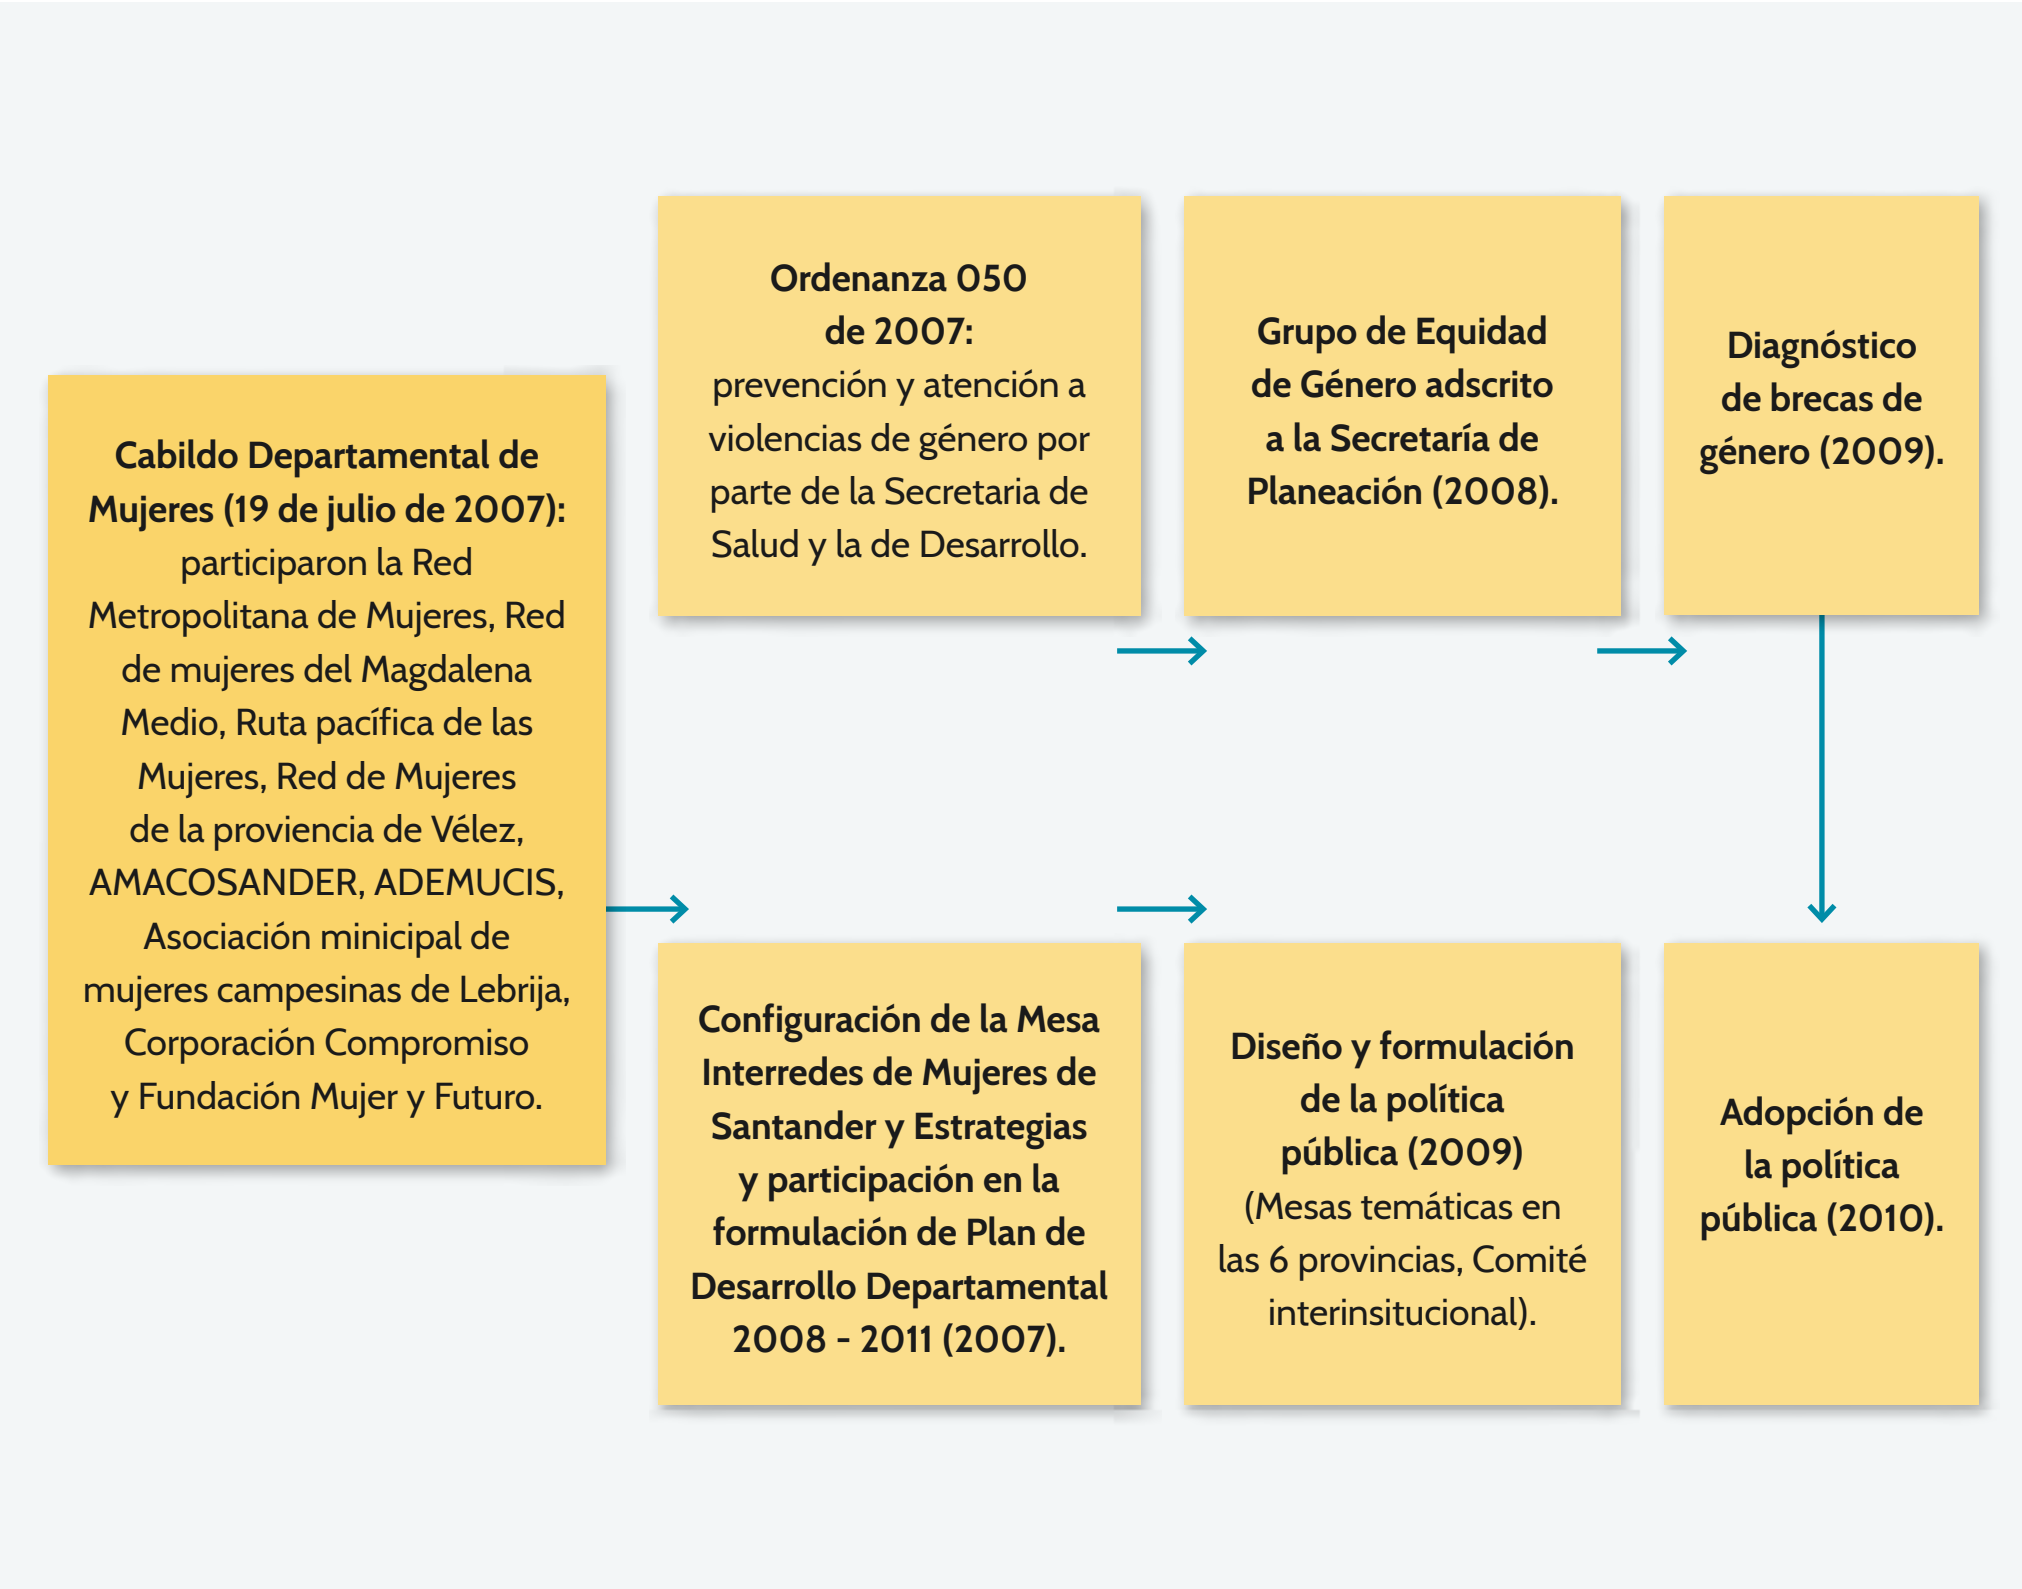 Cabildo Departamental de
Mujeres (19 de julio de 2007):
participaron la Red
Metropolitana de Mujeres, Red
de mujeres del Magdalena
Medio, Ruta pacífica de las
Mujeres, Red de Mujeres
de la proviencia de Vélez,
AMACOSANDER, ADEMUCIS,
Asociación minicipal de
mujeres campesinas de Lebrija,
Corporación Compromiso
y Fundación Mujer y Futuro.
Ordenanza 050
de 2007:
prevención y atención a
violencias de género por
parte de la Secretaria de
Salud y la de Desarrollo.
Grupo de Equidad
de Género adscrito
a la Secretaría de
Planeación (2008).
Diagnóstico
de brecas de
género (2009).
Configuración de la Mesa
Interredes de Mujeres de
Santander y Estrategias
y participación en la
formulación de Plan de
Desarrollo Departamental
2008 - 2011 (2007).
Diseño y formulación
de la política
pública (2009)
(Mesas temáticas en
las 6 provincias, Comité
interinsitucional).
Adopción de
la política
pública (2010).